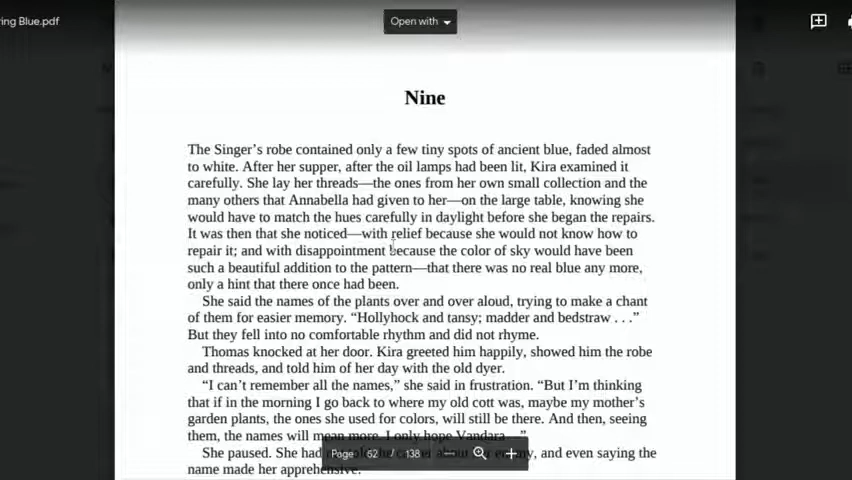 ring Blue.pdf
Open with
Nine
The Singer's robe contained only a few tiny spots of ancient blue, faded almost
to white. After her supper, after the oil lamps had been lit, Kira examined it
carefully. She lay her threads—the ones from her own small collection and the
many others that Annabella had given to her—on the large table, knowing she
would have to match the hues carefully in daylight before she began the repairs.
It was then that she noticed—with relief because she would not know how to
repair it; and with disappointment because the color of sky would have been
such a beautiful addition to the pattern—that there was no real blue any more,
only a hint that there once had been.
She said the names of the plants over and over aloud, trying to make a chant
of them for easier memory. “Hollyhock and tansy; madder and bedstraw . . .”
But they fell into no comfortable rhythm and did not rhyme.
Thomas knocked at her door. Kira greeted him happily, showed him the robe
and threads, and told him of her day with the old dyer.
“I can't remember all the names,” she said in frustration. “But I'm thinking
that if in the morning I go back to where my old cott was, maybe my mother's
garden plants, the ones she used for colors, will still be there. And then, seeing
them, the names will mean more. I only hope Vandara—”
She paused. She had and even saying the
name made her apprehensive.
Page 62 / 138